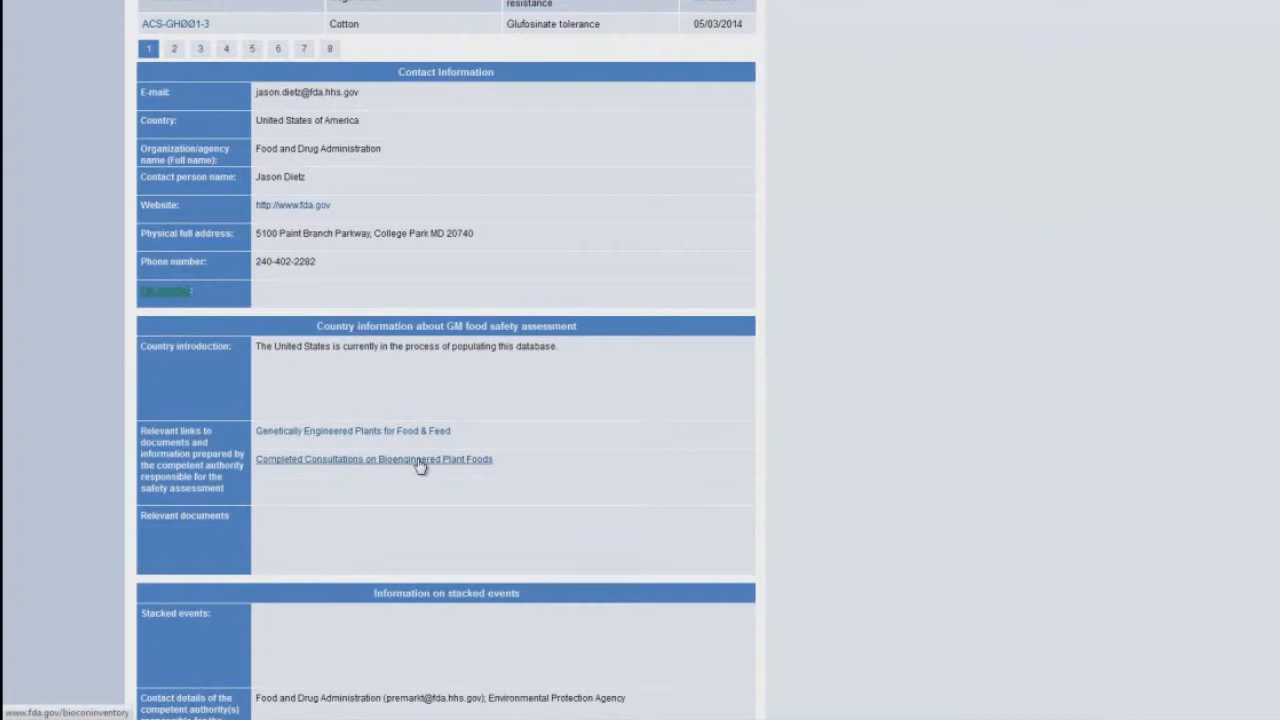 resistance
ACS-GHØØ1-3 Cotton Glufosinate tolerance 05/03/2014
1 2 3 4 5 6 7 8
Contact Information
E-mail: jason.dietz@fda.hhs.gov
Country: United States of America
Organization/agency name (Full name): Food and Drug Administration
Contact person name: Jason Dietz
Website: http://www.fda.gov
Physical full address: 5100 Paint Branch Parkway, College Park MD 20740
Phone number: 240-402-2282
Country information about GM food safety assessment
Country introduction: The United States is currently in the process of populating this database.
Relevant links to
documents and
information prepared by
the competent authority
responsible for the
safety assessment
Genetically Engineered Plants for Food & Feed
Completed Consultations on Bioengineered Plant Foods
Relevant documents
Information on stacked events
Stacked events:
Contact details of the
competent authority(s)
Food and Drug Administration (premarkt@fda.hhs.gov); Environmental Protection Agency
www.fda.gov/bioconinventory